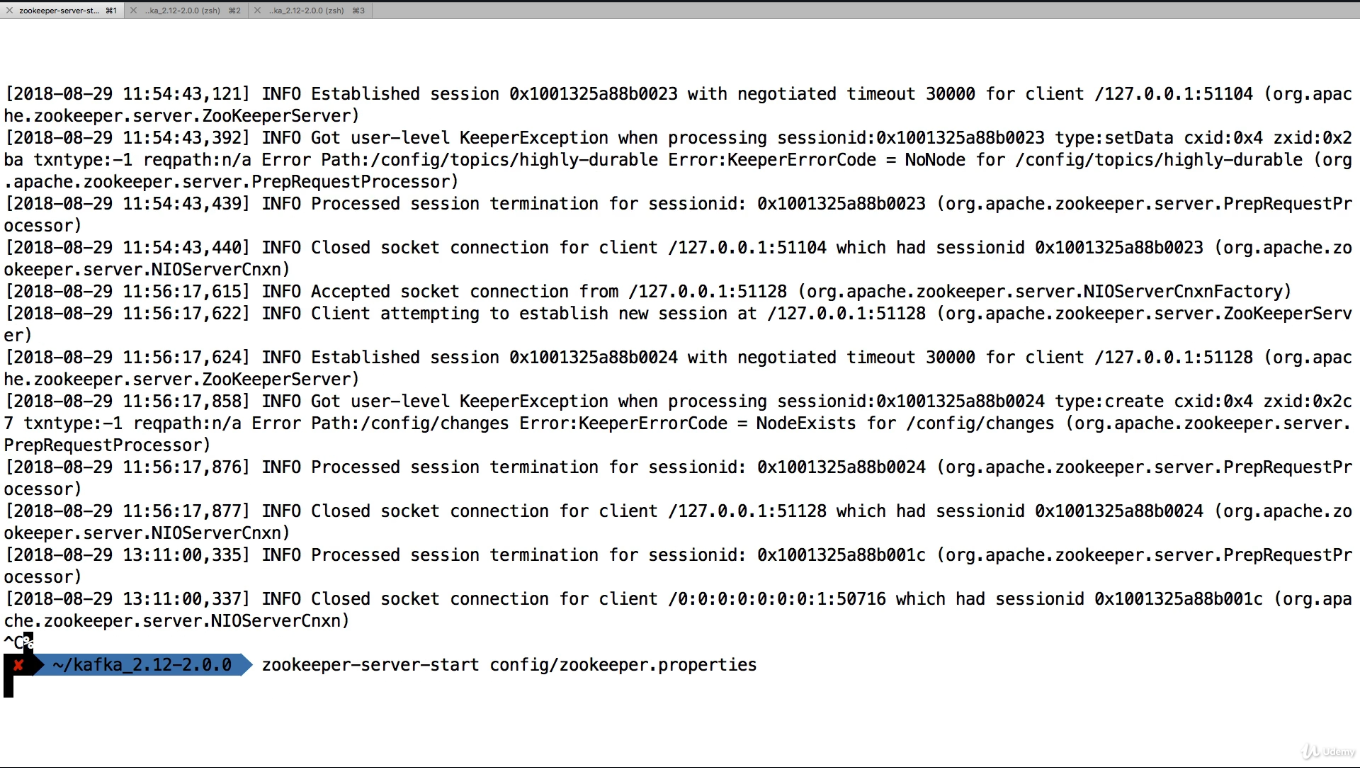 zookeeper-server-st... ⌘1 ..ka_2.12-2.0.0 (zsh) ⌘2 ..ka_2.12-2.0.0 (zsh) ⌘3
[2018-08-29 11:54:43,121] INFO Established session 0x1001325a88b0023 with negotiated timeout 30000 for client /127.0.0.1:51104 (org.apac
he.zookeeper.server.ZooKeeperServer)
[2018-08-29 11:54:43,392] INFO Got user-level KeeperException when processing sessionid:0x1001325a88b0023 type:setData cxid:0x4 zxid:0x2
ba txntype:-1 reqpath:n/a Error Path:/config/topics/highly-durable Error:KeeperErrorCode = NoNode for /config/topics/highly-durable (org
.apache.zookeeper.server.PrepRequestProcessor)
[2018-08-29 11:54:43,439] INFO Processed session termination for sessionid: 0x1001325a88b0023 (org.apache.zookeeper.server.PrepRequestPr
ocessor)
[2018-08-29 11:54:43,440] INFO Closed socket connection for client /127.0.0.1:51104 which had sessionid 0x1001325a88b0023 (org.apache.zo
okeeper.server.NIOServerCnxn)
[2018-08-29 11:56:17,615] INFO Accepted socket connection from /127.0.0.1:51128 (org.apache.zookeeper.server.NIOServerCnxnFactory)
[2018-08-29 11:56:17,622] INFO Client attempting to establish new session at /127.0.0.1:51128 (org.apache.zookeeper.server.ZooKeeperServ
er)
[2018-08-29 11:56:17,624] INFO Established session 0x1001325a88b0024 with negotiated timeout 30000 for client /127.0.0.1:51128 (org.apac
he.zookeeper.server.ZooKeeperServer)
[2018-08-29 11:56:17,858] INFO Got user-level KeeperException when processing sessionid:0x1001325a88b0024 type:create cxid:0x4 zxid:0x2c
7 txntype:-1 reqpath:n/a Error Path:/config/changes Error:KeeperErrorCode = NodeExists for /config/changes (org.apache.zookeeper.server.
PrepRequestProcessor)
[2018-08-29 11:56:17,876] INFO Processed session termination for sessionid: 0x1001325a88b0024 (org.apache.zookeeper.server.PrepRequestPr
ocessor)
[2018-08-29 11:56:17,877] INFO Closed socket connection for client /127.0.0.1:51128 which had sessionid 0x1001325a88b0024 (org.apache.zo
okeeper.server.NIOServerCnxn)
[2018-08-29 13:11:00,335] INFO Processed session termination for sessionid: 0x1001325a88b001c (org.apache.zookeeper.server.PrepRequestPr
ocessor)
[2018-08-29 13:11:00,337] INFO Closed socket connection for client /0:0:0:0:0:0:0:1:50716 which had sessionid 0x1001325a88b001c (org.apa
che.zookeeper.server.NIOServerCnxn)
^C%
✘ ~/kafka_2.12-2.0.0 zookeeper-server-start config/zookeeper.properties
Udemy